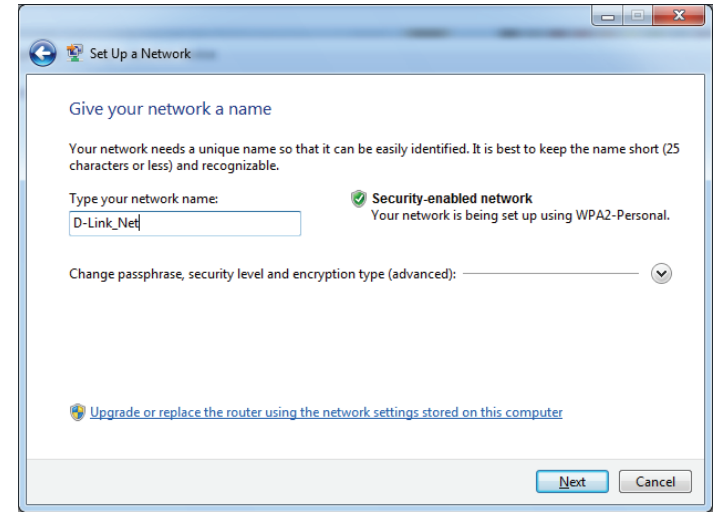 Set Up a Network
Give your network a name
Your network needs a unique name so that it can be easily identified. It is best to keep the name short (25
characters or less) and recognizable.
Type your network name:
Security-enabled network
D-Link_Net
Your network is being set up using WPA2-Personal.
Change passphrase, security level and encryption type (advanced):
Upgrade or replace the router using the network settings stored on this computer
Next
Cancel